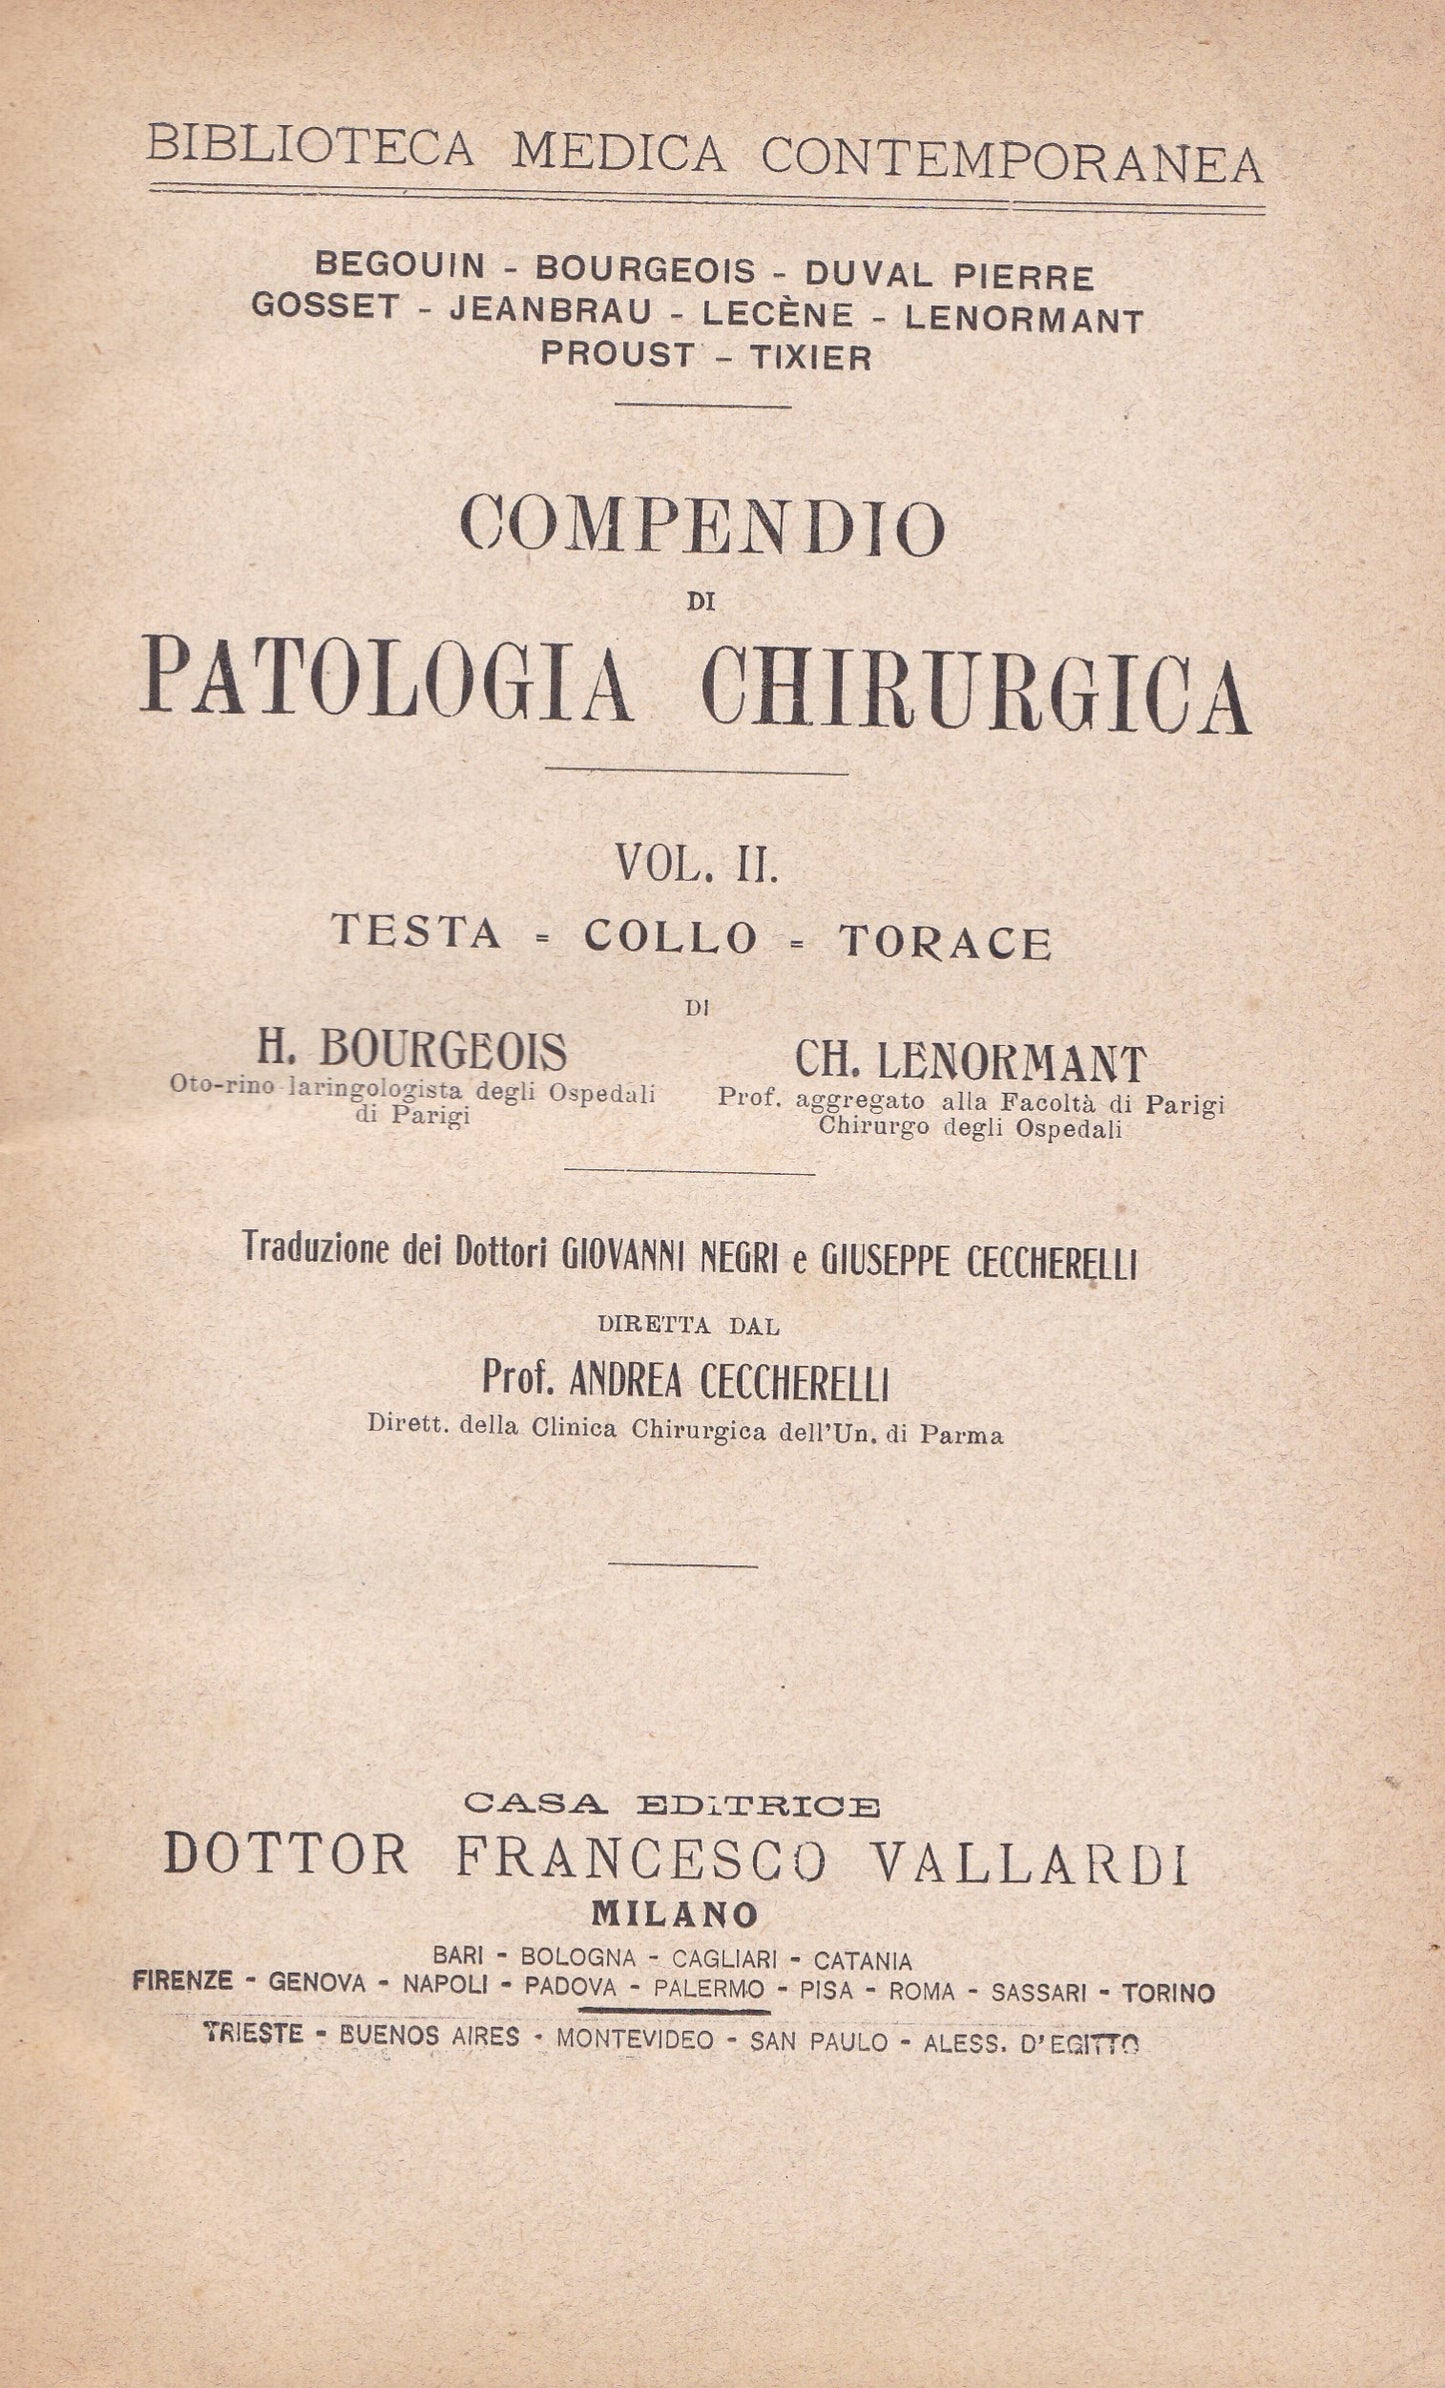 BIBLIOTECA MEDICA CONTEMPORANEA
BEGOUIN - BOURGEOIS - DUVAL PIERRE
GOSSET - JEANBRAU - LECÈNE - LENORMANT
PROUST - TIXIER
COMPENDIO
DI
PATOLOGIA CHIRURGICA
VOL. II.
TESTA = COLLO = TORACE
DI
H. BOURGEOIS
Oto-rino laringologista degli Ospedali
di Parigi
CH. LENORMANT
Prof. aggregato alla Facoltà di Parigi
Chirurgo degli Ospedali
Traduzione dei Dottori GIOVANNI NEGRI e GIUSEPPE CECCHERELLI
DIRETTA DAL
Prof. ANDREA CECCHERELLI
Dirett. della Clinica Chirurgica dell'Un. di Parma
CASA EDITRICE
DOTTOR FRANCESCO VALLARDI
MILANO
BARI - BOLOGNA - CAGLIARI - CATANIA
FIRENZE - GENOVA - NAPOLI - PADOVA - PALERMO - PISA - ROMA - SASSARI - TORINO
TRIESTE - BUENOS AIRES - MONTEVIDEO - SAN PAULO - ALESS. D'EGITTO